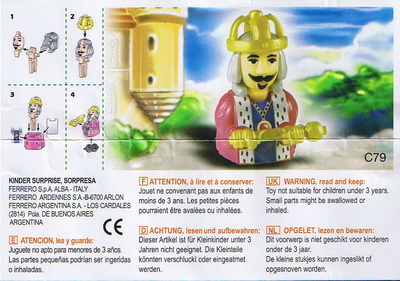 1
2
3
4
C79
KINDER SURPRISE, SORPRESA
FERRERO S.p.A. ALBA - ITALY
FERRERO ARDENNES S.A.-B-6700 ARLON
FERRERO ARGENTINA S.A. - LOS CARDALES
(2814) Pcia. DE BUENOS AIRES
ARGENTINA
CE
E ATENCION, lea y guarde:
Juguete no apto para menores de 3 años.
Las partes pequeñas podrían ser ingeridas
o inhaladas.
F ATTENTION, à lire et à conserver:
Jouet ne convenant pas aux enfants de
moins de 3 ans. Les petites pièces
pourraient être avalées ou inhalées.
D ACHTUNG, lesen und aufbewahren:
Dieser Artikel ist für Kleinkinder unter 3
Jahren nicht geeignet. Die Kleinteile
könnten verschluckt oder eingeatmet
werden.
UK WARNING, read and keep:
Toy not suitable for children under 3 years.
Small parts might be swallowed or
inhaled.
NL OPGELET, lezen en bewaren:
Dit voorwerp is niet geschikt voor kinderen
onder de 3 jaar.
De kleine stukjes kunnen ingeslikt of
opgesnoven worden.